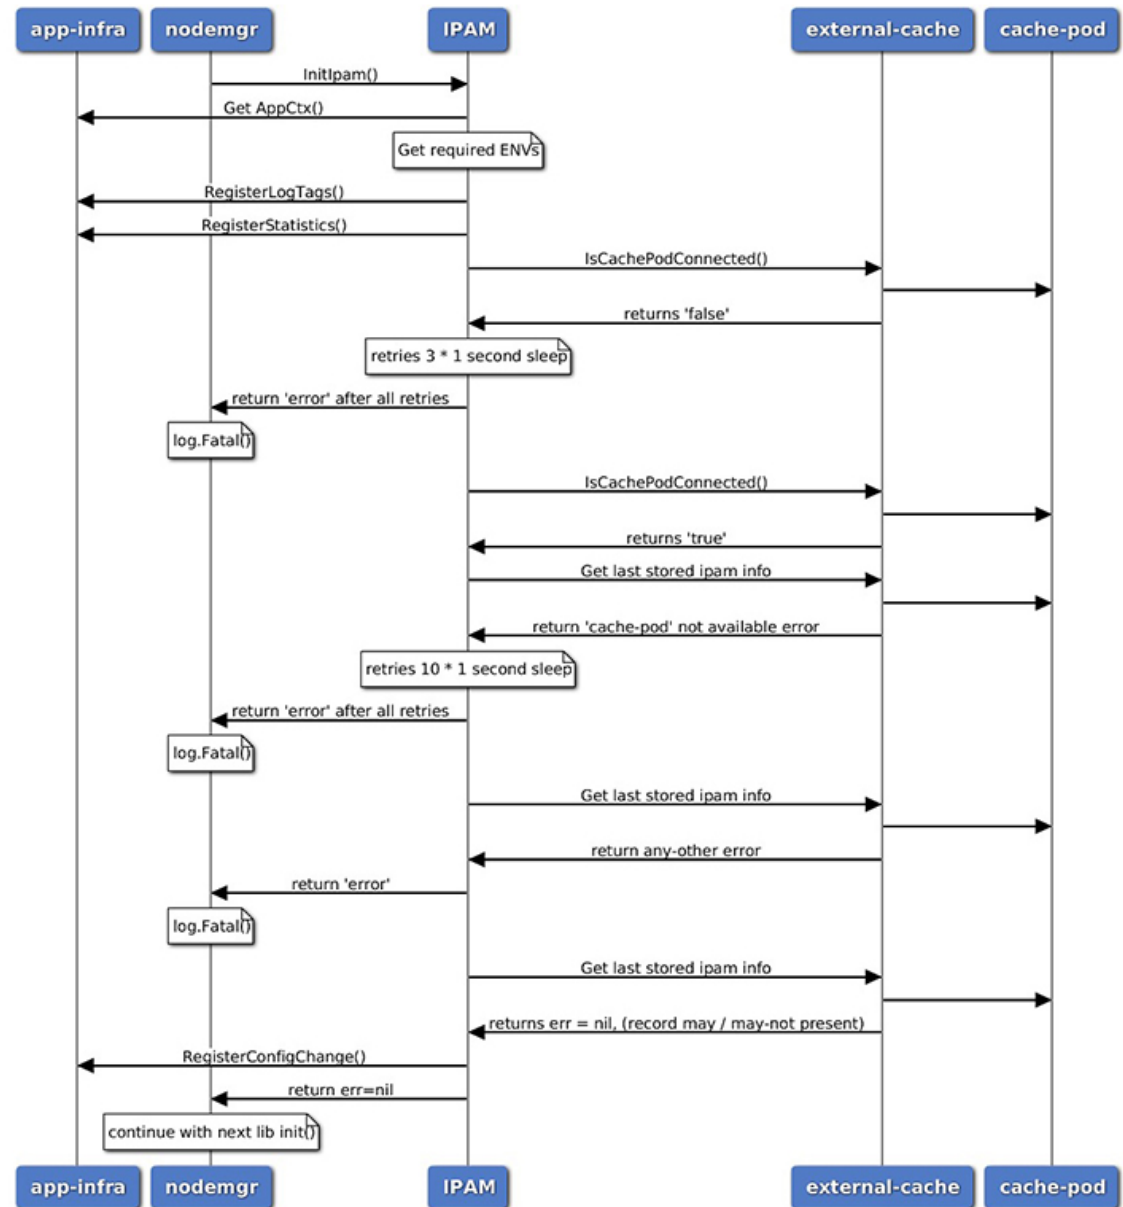 app-infra nodemgr IPAM external-cache cache-pod
InitIpam()
Get AppCtx()
Get required ENVs
RegisterLogTags()
RegisterStatistics()
IsCachePodConnected()
returns 'false'
retries 3 * 1 second sleep
return 'error' after all retries
log.Fatal()
IsCachePodConnected()
returns 'true'
Get last stored ipam info
return 'cache-pod' not available error
retries 10 * 1 second sleep
return 'error' after all retries
log.Fatal()
Get last stored ipam info
return any-other error
return 'error'
log.Fatal()
Get last stored ipam info
returns err = nil, (record may / may-not present)
RegisterConfigChange()
return err=nil
continue with next lib init()
app-infra nodemgr IPAM external-cache cache-pod